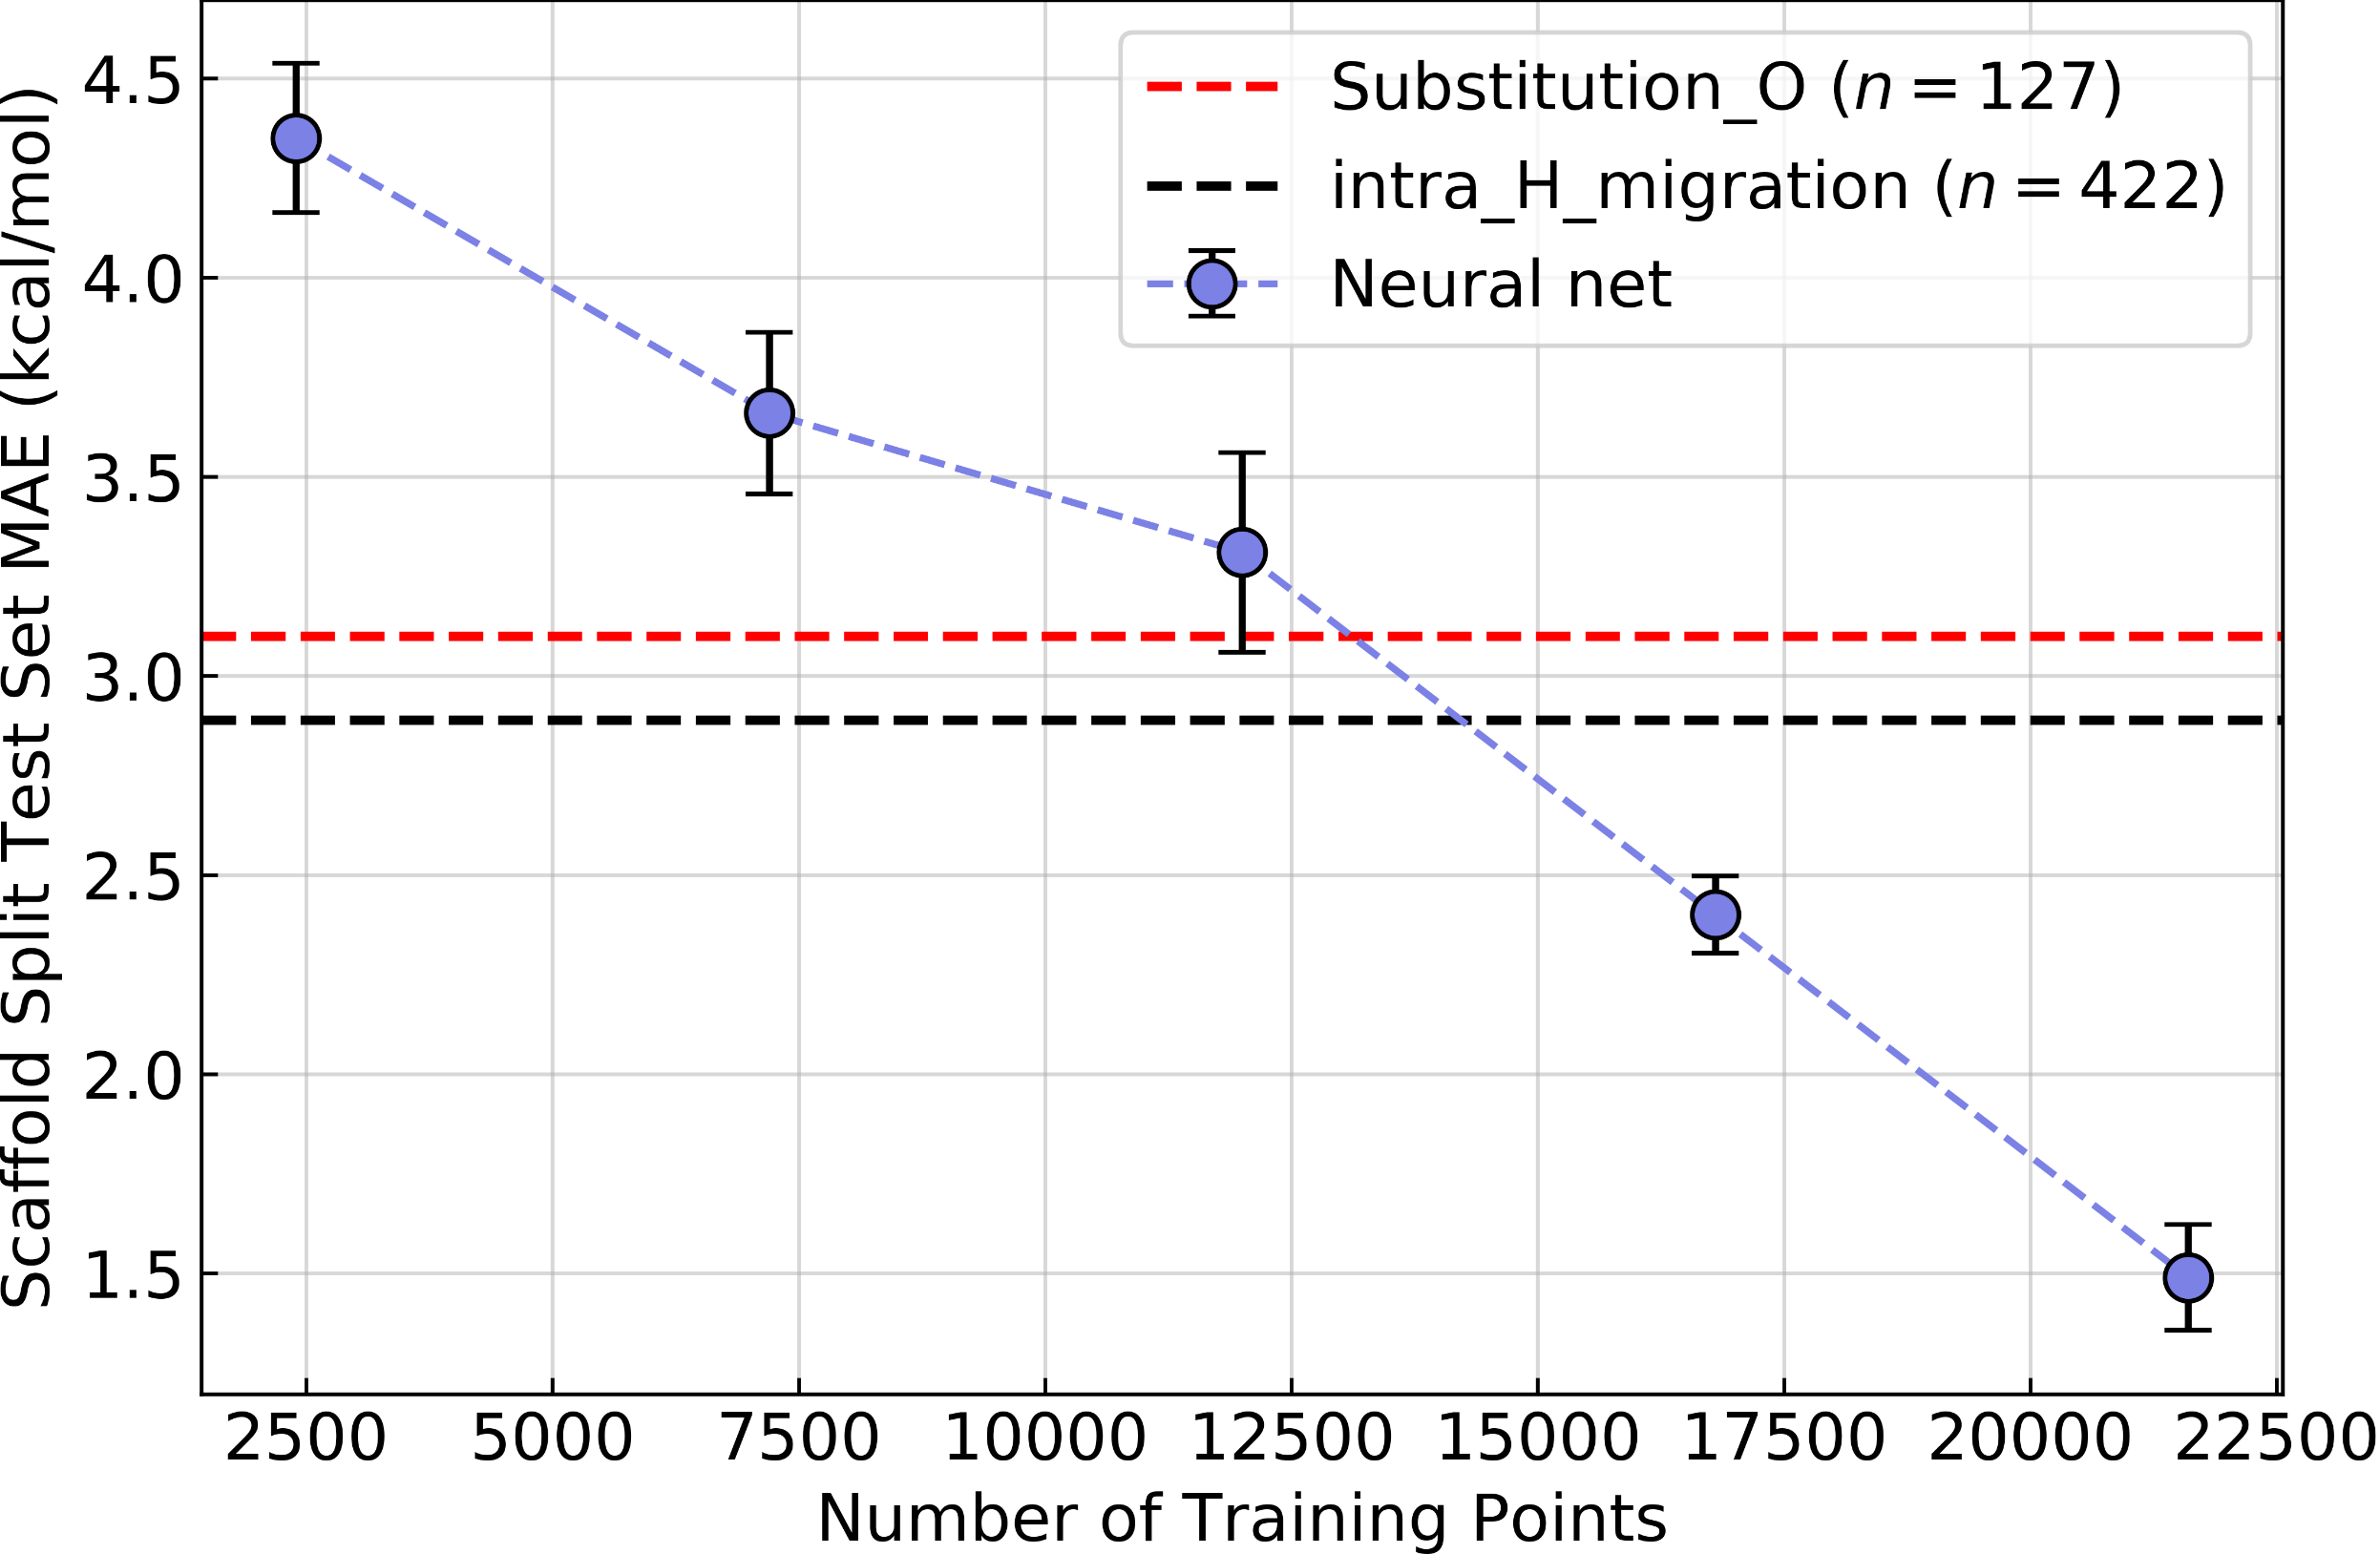 Scaffold Split Test Set MAE (kcal/mol)
4.5
4.0
3.5
3.0
2.5
2.0
1.5
Substitution_O (n = 127)
intra_H_migration (n = 422)
Neural net
2500 5000 7500 10000 12500 15000 17500 20000 22500
Number of Training Points